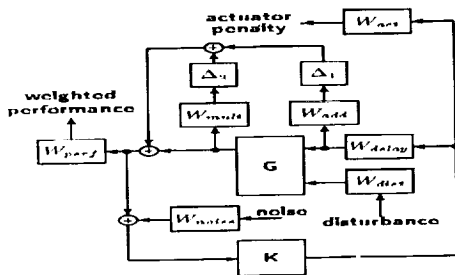 actuator
penalty
W_act
Δ₂
Δ₁
weighted
performance
W_mult
W_add
W_perf
G
W_delay
W_dist
W_noise
noise
disturbance
K